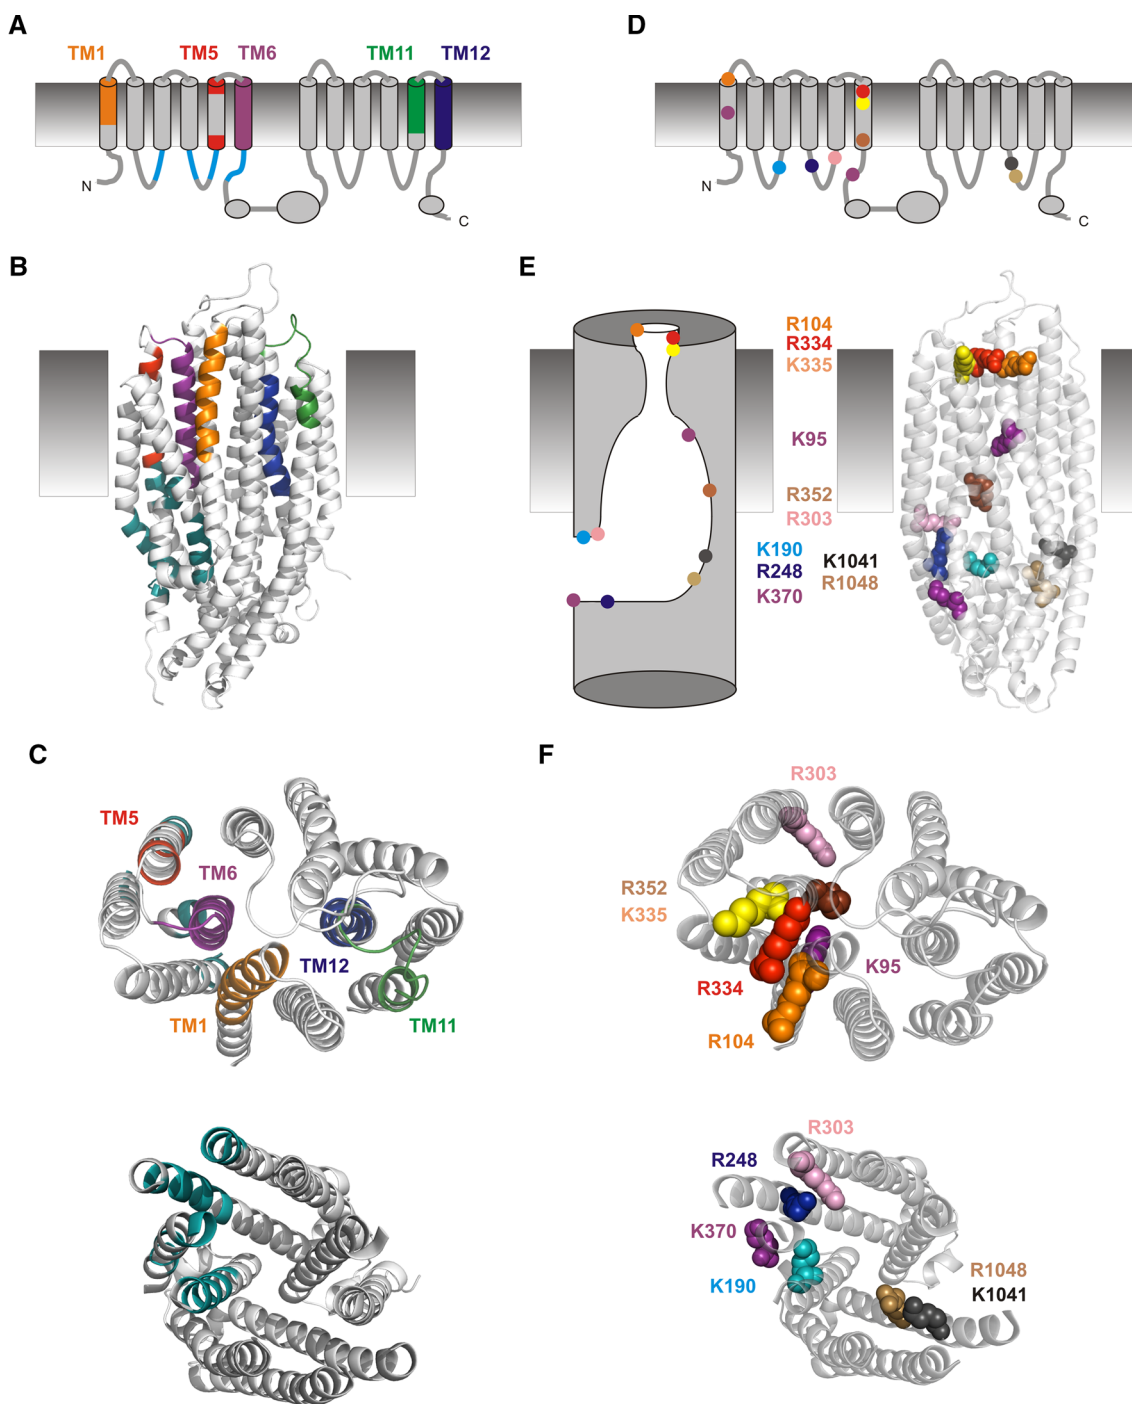 A
TM1 TM5 TM6 TM11 TM12
N
C
B
C
TM5
TM6
TM12
TM1
TM11
D
N
C
E
R104
R334
K335
K95
R352
R303
K190
R248
K370
K1041
R1048
F
R303
R352
K335
R334
K95
R104
R303
R248
K370
K190
R1048
K1041